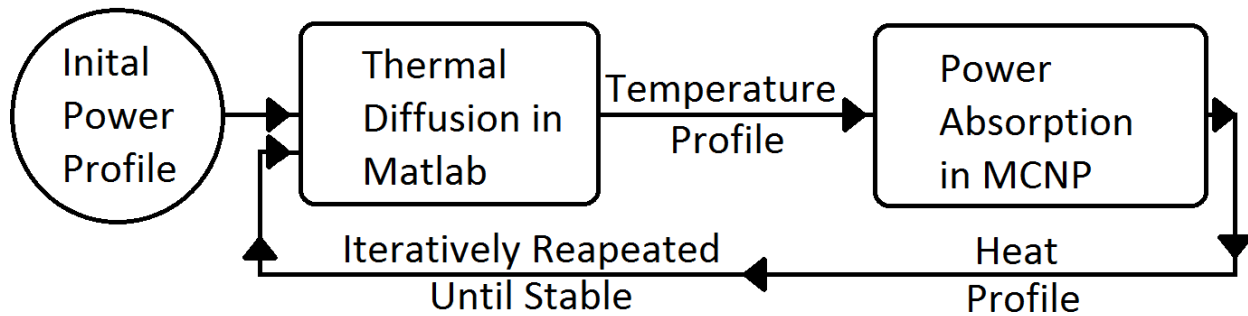 Inital
Power
Profile
Thermal
Diffusion in
Matlab
Temperature
Profile
Power
Absorption
in MCNP
Heat
Profile
Iteratively Reapeated
Until Stable